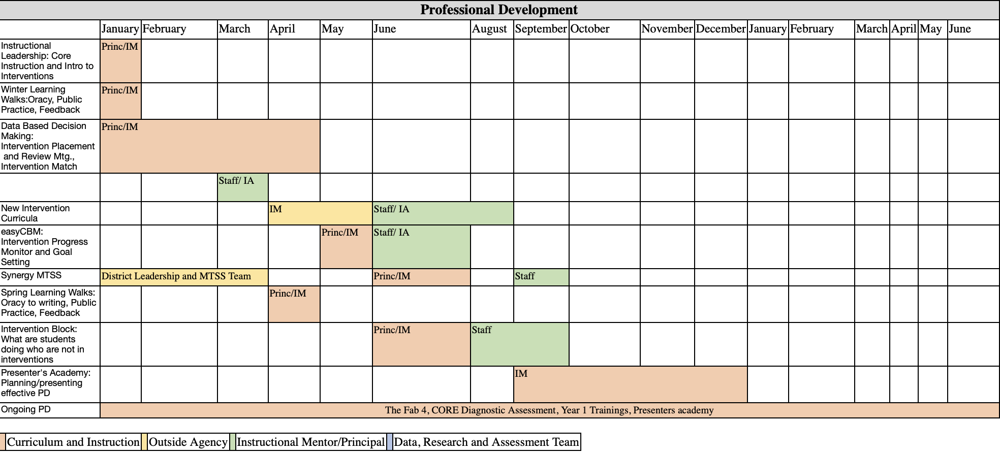 Professional Development
January February March April May June August September October November December January February March April May June
Instructional
Leadership: Core
Instruction and Intro to
Interventions
Princ/IM
Winter Learning
Walks:Oracy, Public
Practice, Feedback
Princ/IM
Data Based Decision
Making:
Intervention Placement
and Review Mtg.,
Intervention Match
Princ/IM
Staff/ IA
New Intervention
Curricula
IM
Staff/ IA
easyCBM:
Intervention Progress
Monitor and Goal
Setting
Princ/IM
Staff/ IA
Synergy MTSS
District Leadership and MTSS Team
Princ/IM
Staff
Spring Learning Walks:
Oracy to writing, Public
Practice, Feedback
Princ/IM
Intervention Block:
What are students
doing who are not in
interventions
Princ/IM
Staff
Presenter's Academy:
Planning/presenting
effective PD
IM
Ongoing PD
The Fab 4, CORE Diagnostic Assessment, Year 1 Trainings, Presenters academy
Curriculum and Instruction Outside Agency Instructional Mentor/Principal Data, Research and Assessment Team